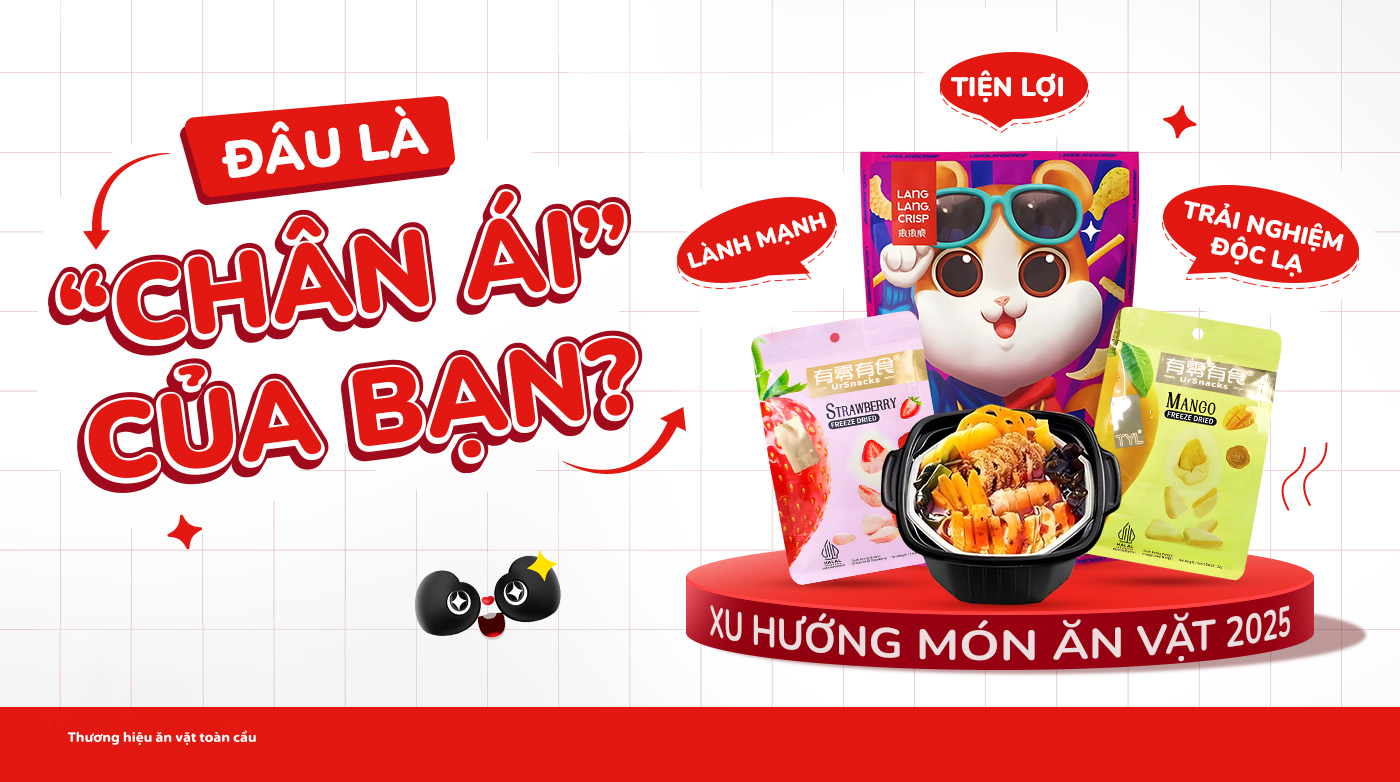 ĐÂU LÀ
“CHÂN ÁI”
CỦA BẠN?
TIỆN LỢI
LÀNH MẠNH
TRẢI NGHIỆM
ĐỘC LẠ
LANG
LANG.
CRISP
有零有食®
UrSnacks
STRAWBERRY
FREEZE DRIED
HALAL
有零有食®
UrSnacks
MANGO
FREEZE DRIED
TYL
HALAL
XU HƯỚNG MÓN ĂN VẶT 2025
Thương hiệu ăn vặt toàn cầu